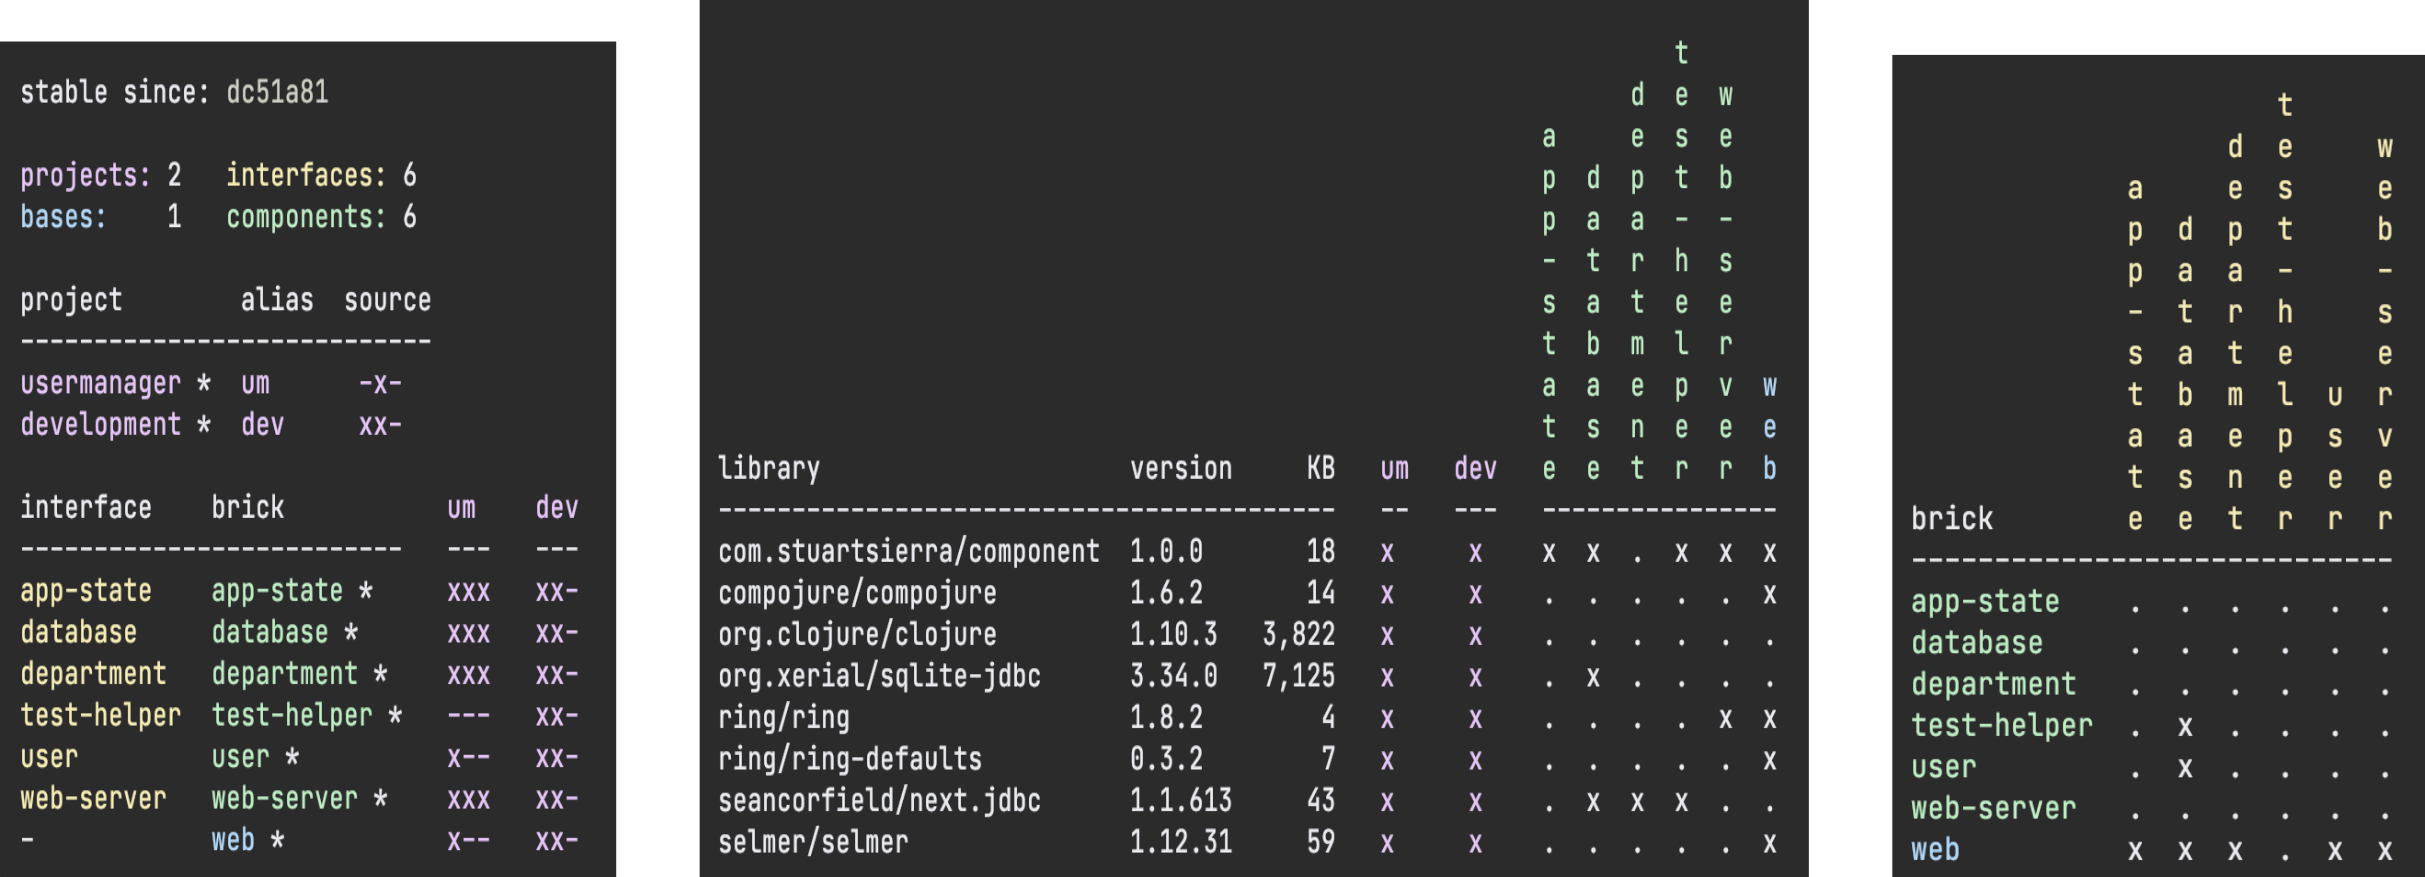 stable since: dc51a81
projects: 2 interfaces: 6
bases: 1 components: 6
project alias source
----------------------------
usermanager * um -x-
development * dev xx-
interface brick um dev
-------------------------- --- ---
app-state app-state * xxx xx-
database database * xxx xx-
department department * xxx xx-
test-helper test-helper * --- xx-
user user * x-- xx-
web-server web-server * xxx xx-
- web * x-- xx-
library version KB um dev app-state database department test-helper web-server web
------------------------------------------ -- --- ----------------
com.stuartsierra/component 1.0.0 18 x x x x . x x x
compojure/compojure 1.6.2 14 x x . . . . . x
org.clojure/clojure 1.10.3 3,822 x x . . . . . .
org.xerial/sqlite-jdbc 3.34.0 7,125 x x . x . . . .
ring/ring 1.8.2 4 x x . . . . x x
ring/ring-defaults 0.3.2 7 x x . . . . . x
seancorfield/next.jdbc 1.1.613 43 x x . x x x . .
selmer/selmer 1.12.31 59 x x . . . . . x
brick app-state database department test-helper user web-server
-----------------------------
app-state . . . . . .
database . . . . . .
department . . . . . .
test-helper . x . . . .
user . x . . . .
web-server . . . . . .
web x x x . x x